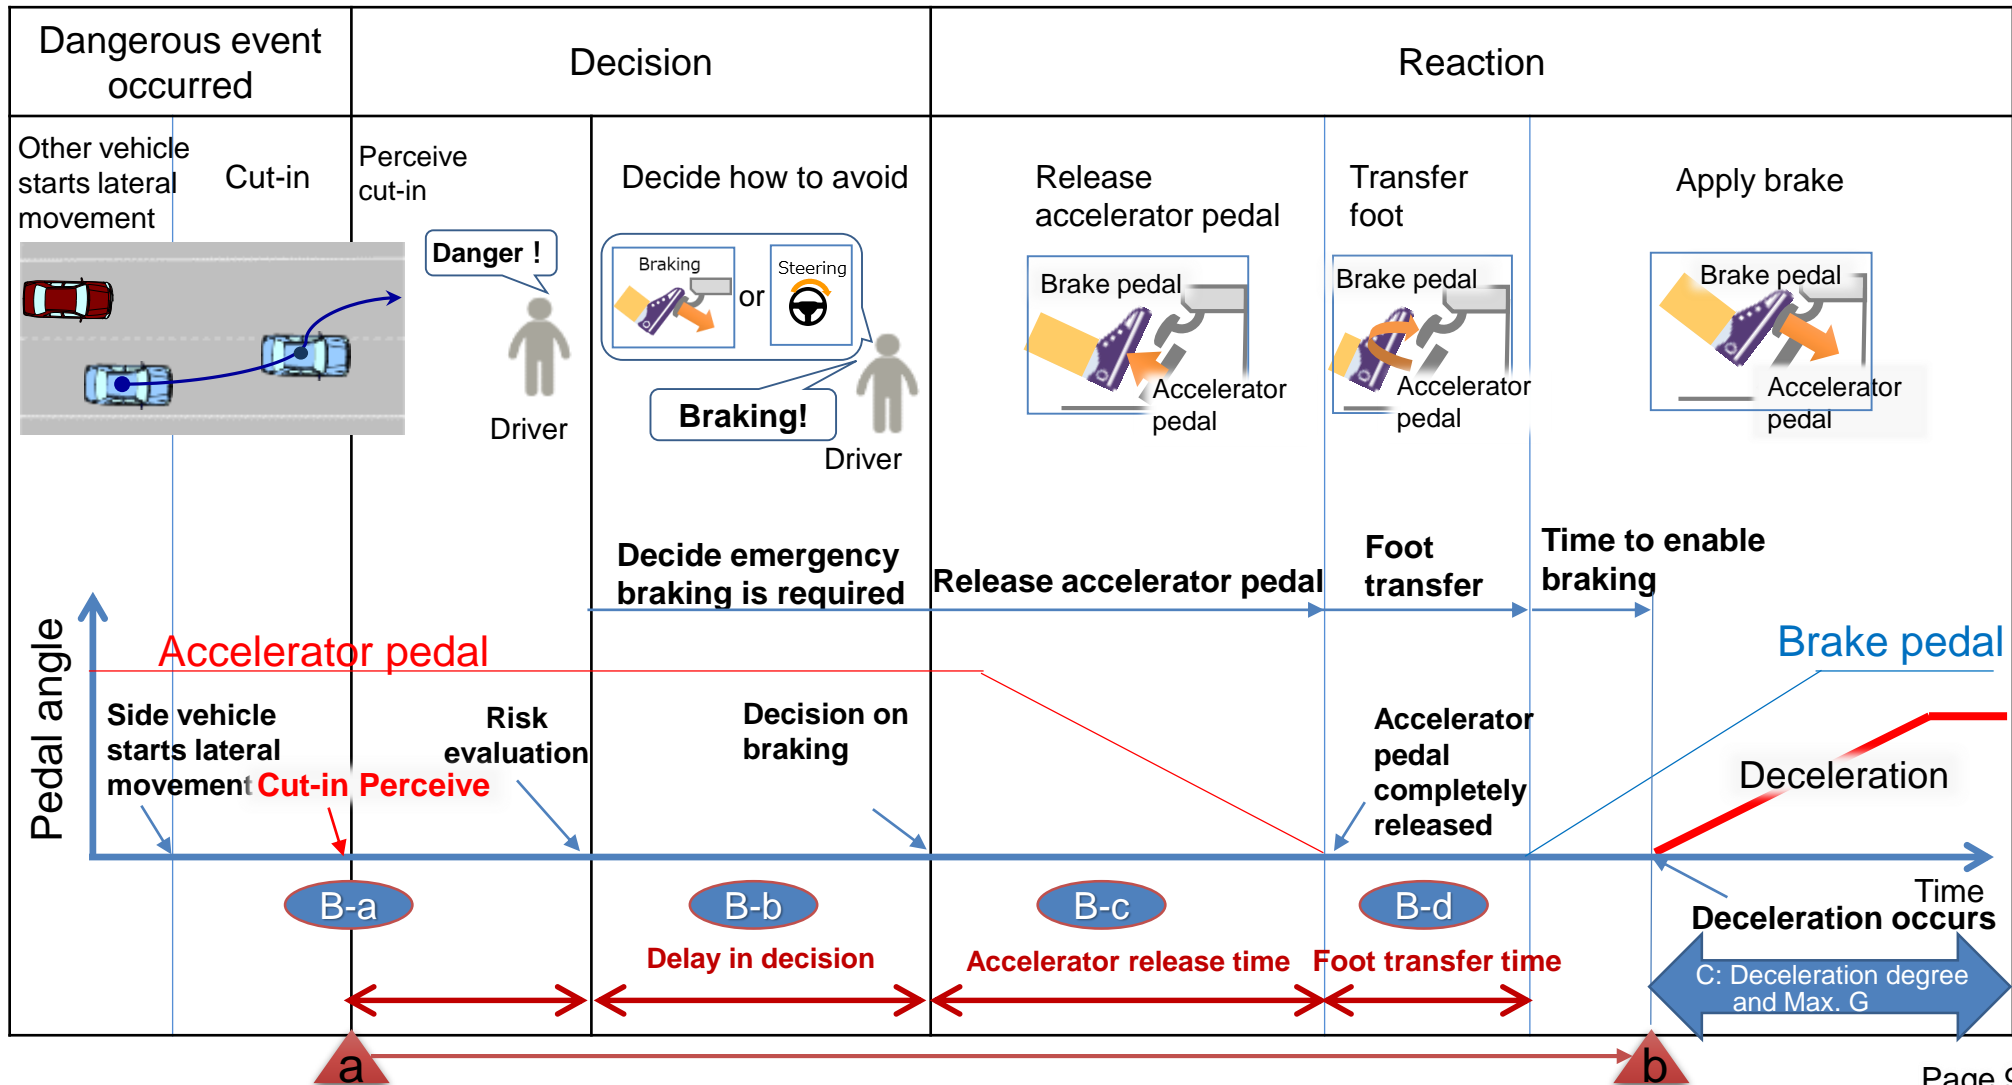 Dangerous event
occurred
Decision
Reaction
Other vehicle
starts lateral
movement
Cut-in
Perceive
cut-in
Decide how to avoid
Release
accelerator pedal
Transfer
foot
Apply brake
Danger !
Braking
or
Steering
Braking!
Driver
Driver
Brake pedal
Accelerator
pedal
Brake pedal
Accelerator
pedal
Brake pedal
Accelerator
pedal
Decide emergency
braking is required
Release accelerator pedal
Foot
transfer
Time to enable
braking
Pedal angle
Accelerator pedal
Brake pedal
Side vehicle
starts lateral
movement
Cut-in Perceive
Risk
evaluation
Decision on
braking
Accelerator
pedal
completely
released
Deceleration
Time
Deceleration occurs
B-a
B-b
B-c
B-d
Delay in decision
Accelerator release time
Foot transfer time
C: Deceleration degree
and Max. G
a
b
Page 9